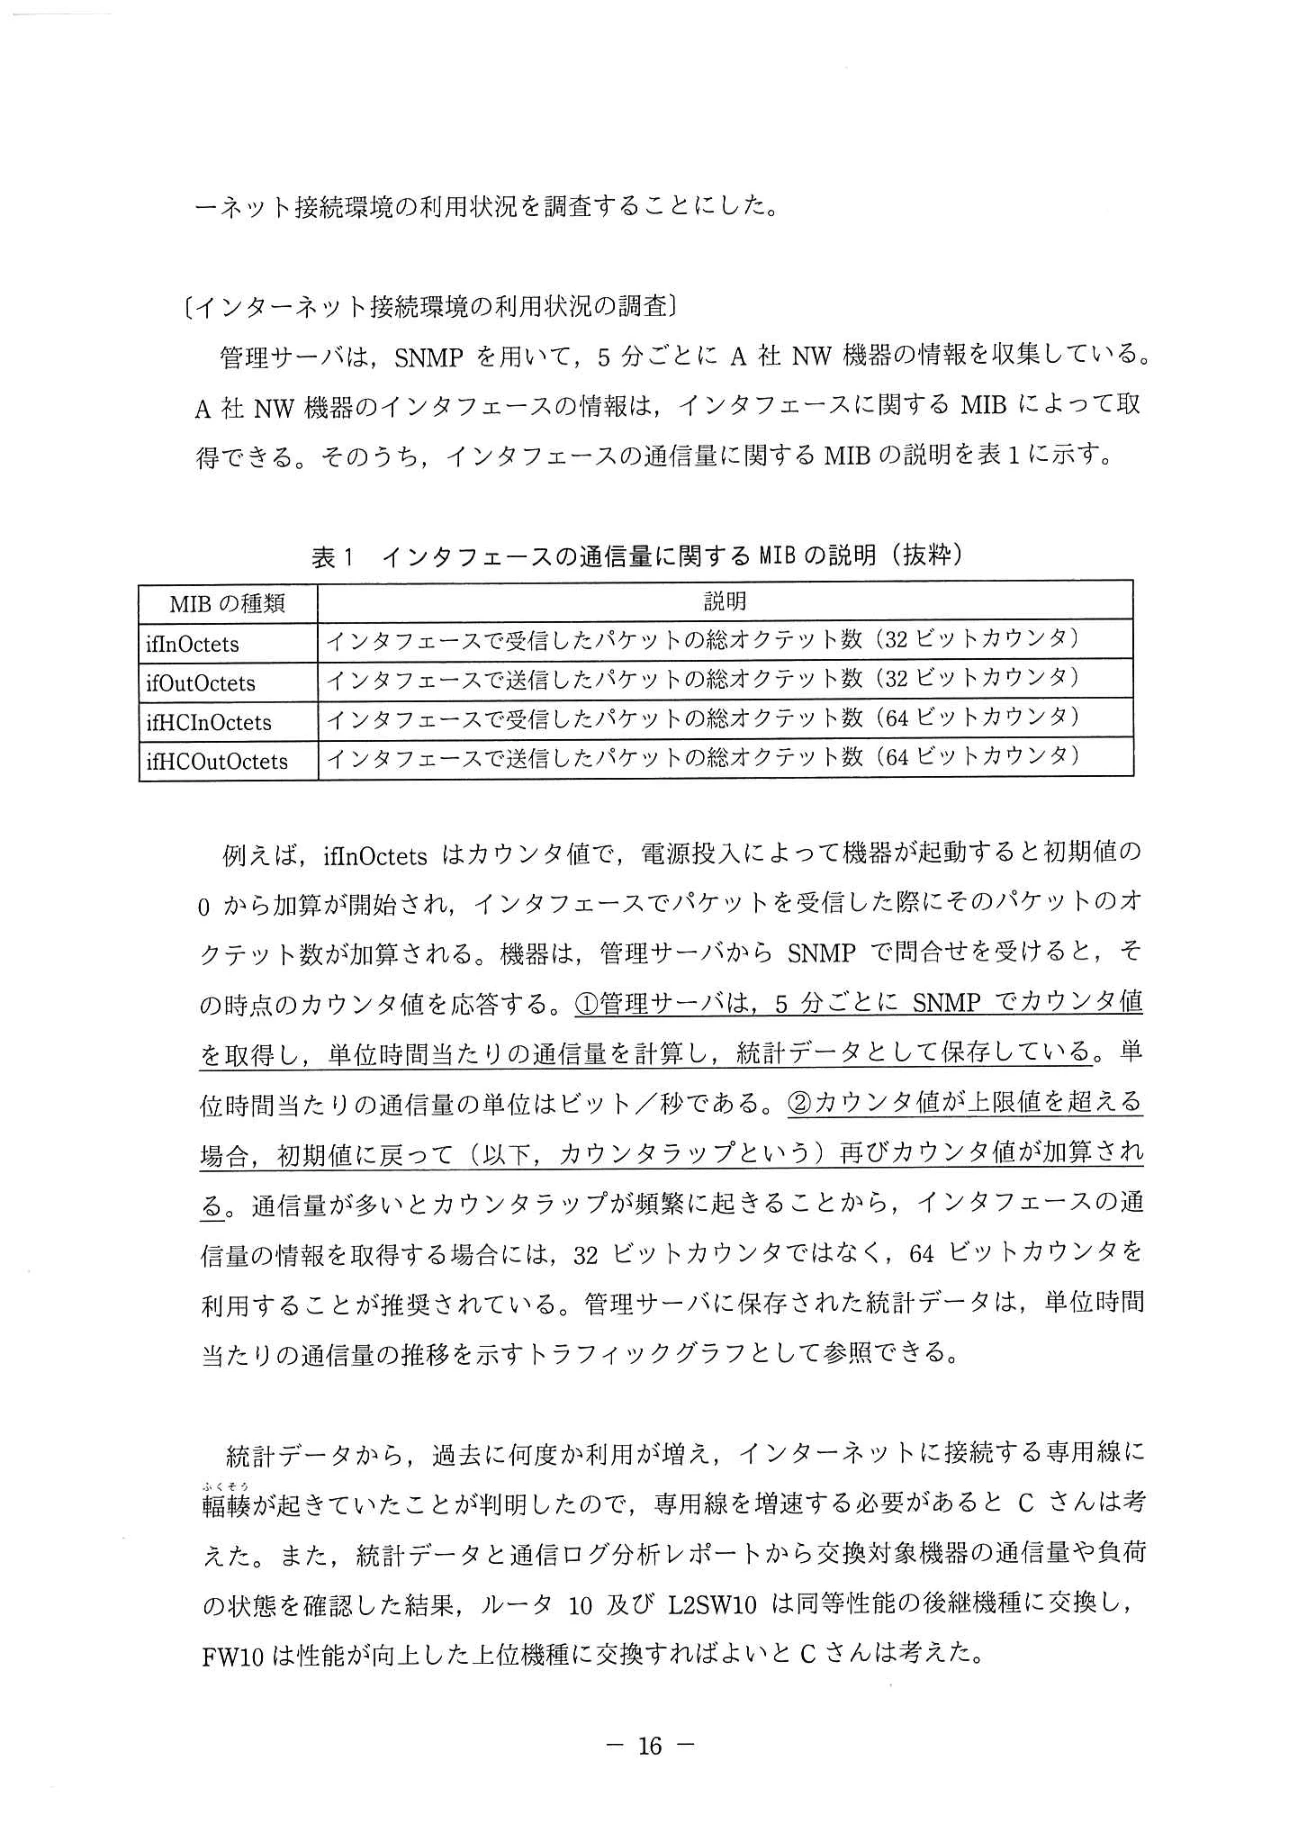 ーネット接続環境の利用状況を調査することにした。
〔インターネット接続環境の利用状況の調査〕
管理サーバは，SNMP を用いて，5 分ごとに A 社 NW 機器の情報を収集している。
A 社 NW 機器のインタフェースの情報は，インタフェースに関する MIB によって取
得できる。そのうち，インタフェースの通信量に関する MIB の説明を表 1 に示す。
表 1　インタフェースの通信量に関する MIB の説明（抜粋）
MIB の種類　説明
ifInOctets　インタフェースで受信したパケットの総オクテット数（32 ビットカウンタ）
ifOutOctets　インタフェースで送信したパケットの総オクテット数（32 ビットカウンタ）
ifHCInOctets　インタフェースで受信したパケットの総オクテット数（64 ビットカウンタ）
ifHCOutOctets　インタフェースで送信したパケットの総オクテット数（64 ビットカウンタ）
例えば，ifInOctets はカウンタ値で，電源投入によって機器が起動すると初期値の
0 から加算が開始され，インタフェースでパケットを受信した際にそのパケットのオ
クテット数が加算される。機器は，管理サーバから SNMP で問合せを受けると，そ
の時点のカウンタ値を応答する。①管理サーバは，5 分ごとに SNMP でカウンタ値
を取得し，単位時間当たりの通信量を計算し，統計データとして保存している。単
位時間当たりの通信量の単位はビット／秒である。②カウンタ値が上限値を超える
場合，初期値に戻って（以下，カウンタラップという）再びカウンタ値が加算され
る。通信量が多いとカウンタラップが頻繁に起きることから，インタフェースの通
信量の情報を取得する場合には，32 ビットカウンタではなく，64 ビットカウンタを
利用することが推奨されている。管理サーバに保存された統計データは，単位時間
当たりの通信量の推移を示すトラフィックグラフとして参照できる。
統計データから，過去に何度か利用が増え，インターネットに接続する専用線に
ふくそう
輻輳が起きていたことが判明したので，専用線を増速する必要があると C さんは考
えた。また，統計データと通信ログ分析レポートから交換対象機器の通信量や負荷
の状態を確認した結果，ルータ 10 及び L2SW10 は同等性能の後継機種に交換し，
FW10 は性能が向上した上位機種に交換すればよいと C さんは考えた。
－ 16 －